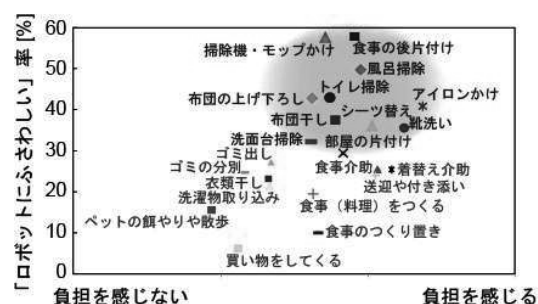 「ロボットにふさわしい」率 [%]
60
50
40
30
20
10
0
掃除機・モップかけ
食事の後片付け
風呂掃除
トイレ掃除
アイロンかけ
布団の上げ下ろし
シーツ替え
布団干し
靴洗い
洗面台掃除
部屋の片付け
ゴミ出し
ゴミの分別
食事介助
着替え介助
衣類干し
送迎や付き添い
洗濯物取り込み
食事（料理）をつくる
ペットの餌やりや散歩
食事のつくり置き
買い物をしてくる
負担を感じない
負担を感じる